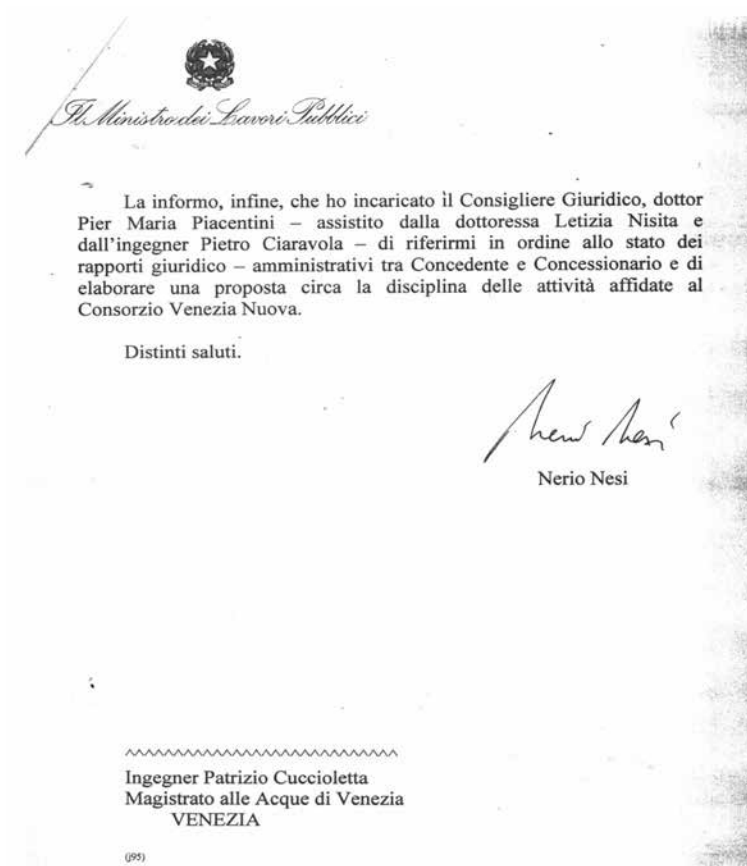 Il Ministro dei Lavori Pubblici
La informo, infine, che ho incaricato il Consigliere Giuridico, dottor
Pier Maria Piacentini – assistito dalla dottoressa Letizia Nisita e
dall'ingegner Pietro Ciaravola – di riferirmi in ordine allo stato dei
rapporti giuridico – amministrativi tra Concedente e Concessionario e di
elaborare una proposta circa la disciplina delle attività affidate al
Consorzio Venezia Nuova.
Distinti saluti.
Nerio Nesi
Nerio Nesi
Ingegner Patrizio Cuccioletta
Magistrato alle Acque di Venezia
VENEZIA
(j95)